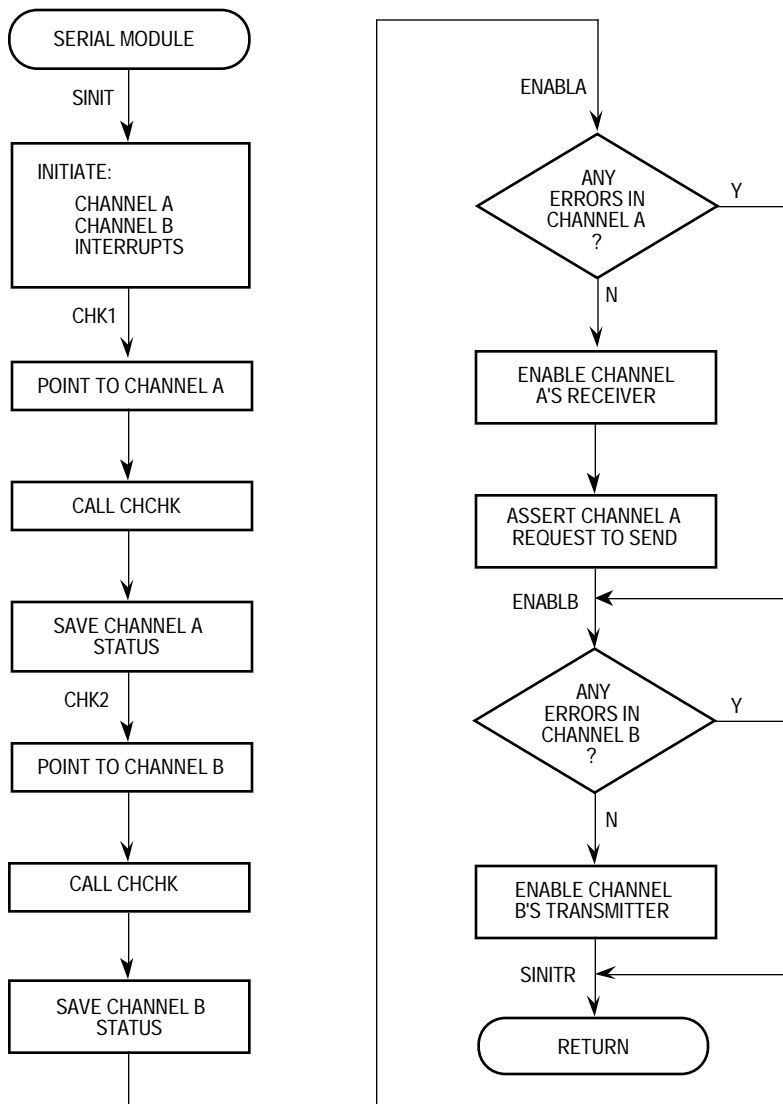 SERIAL MODULE
SINIT
INITIATE:
CHANNEL A
CHANNEL B
INTERRUPTS
CHK1
POINT TO CHANNEL A
CALL CHCHK
SAVE CHANNEL A
STATUS
CHK2
POINT TO CHANNEL B
CALL CHCHK
SAVE CHANNEL B
STATUS
ENABLA
ANY
ERRORS IN
CHANNEL A
?
Y
N
ENABLE CHANNEL
A'S RECEIVER
ASSERT CHANNEL A
REQUEST TO SEND
ENABLB
ANY
ERRORS IN
CHANNEL B
?
Y
N
ENABLE CHANNEL
B'S TRANSMITTER
SINITR
RETURN